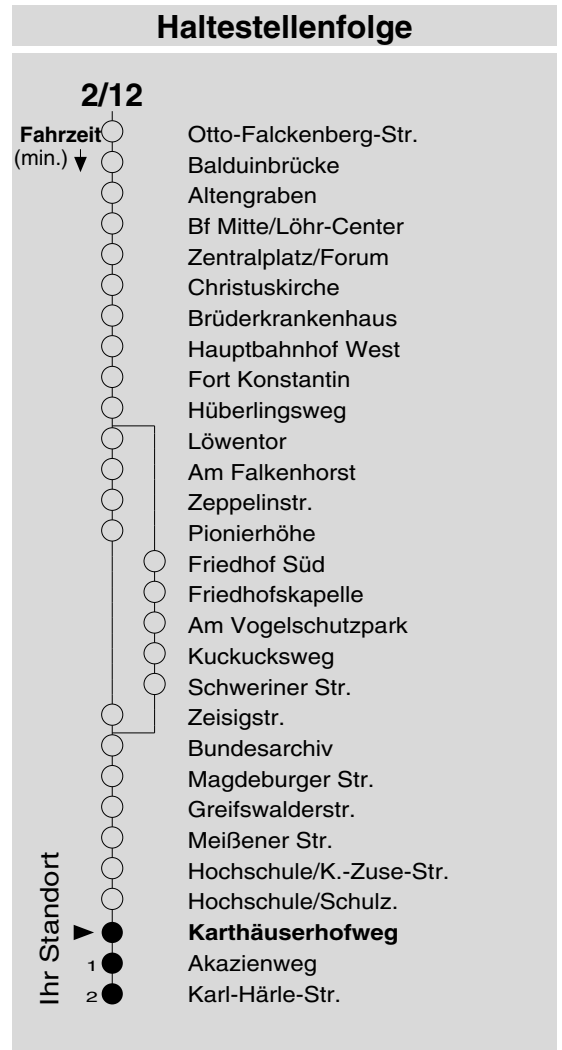 Haltestellenfolge
2/12
Fahrzeit
(min.)
Otto-Falckenberg-Str.
Balduinbrücke
Altengraben
Bf Mitte/Löhr-Center
Zentralplatz/Forum
Christuskirche
Brüderkrankenhaus
Hauptbahnhof West
Fort Konstantin
Hüberlingsweg
Löwentor
Am Falkenhorst
Zeppelinstr.
Pionierhöhe
Friedhof Süd
Friedhofskapelle
Am Vogelschutzpark
Kuckucksweg
Schweriner Str.
Zeisigstr.
Bundesarchiv
Magdeburger Str.
Greifswalderstr.
Meißener Str.
Hochschule/K.-Zuse-Str.
Hochschule/Schulz.
Ihr Standort
Karthäuserhofweg
1 Akazienweg
2 Karl-Härle-Str.